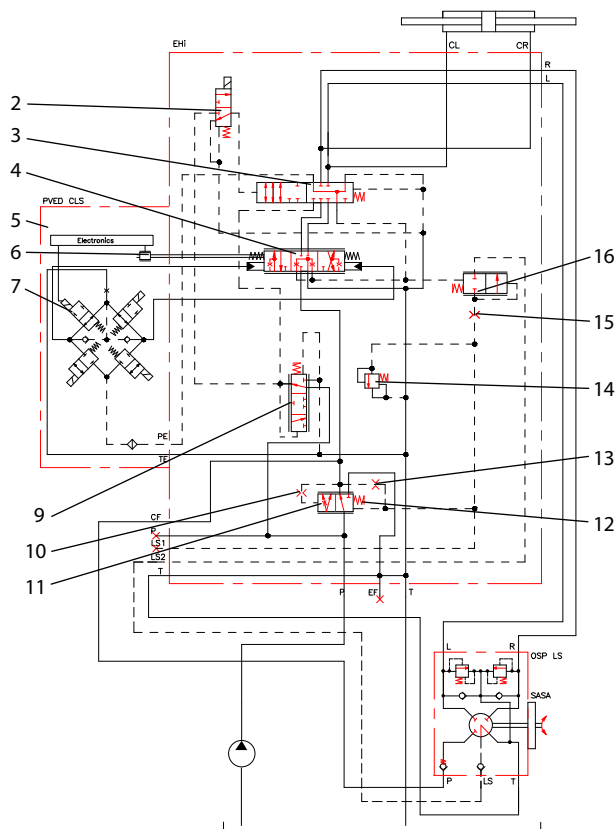 EHi
CL
CR
R
L
2
3
4
PVED CLS
5
Electronics
6
7
16
15
14
PE
TE
9
13
10
12
11
CF
P
LS1
LS2
T
P
EF
T
L
R
OSP LS
SASA
P
LS
T